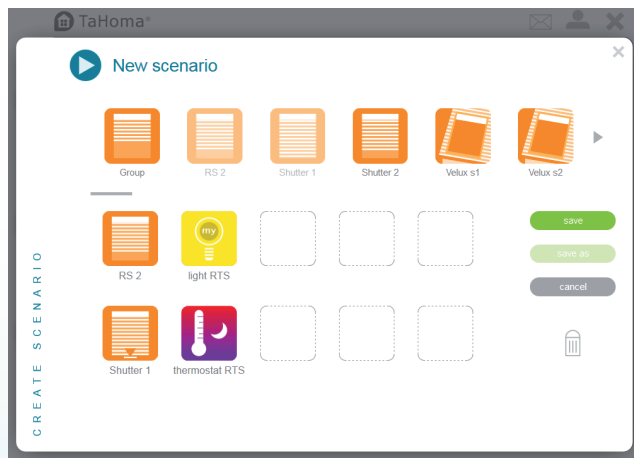 TaHoma®
New scenario
Group
RS 2
Shutter 1
Shutter 2
Velux s1
Velux s2
RS 2
my
light RTS
save
save as
cancel
Shutter 1
thermostat RTS
CREATE SCENARIO